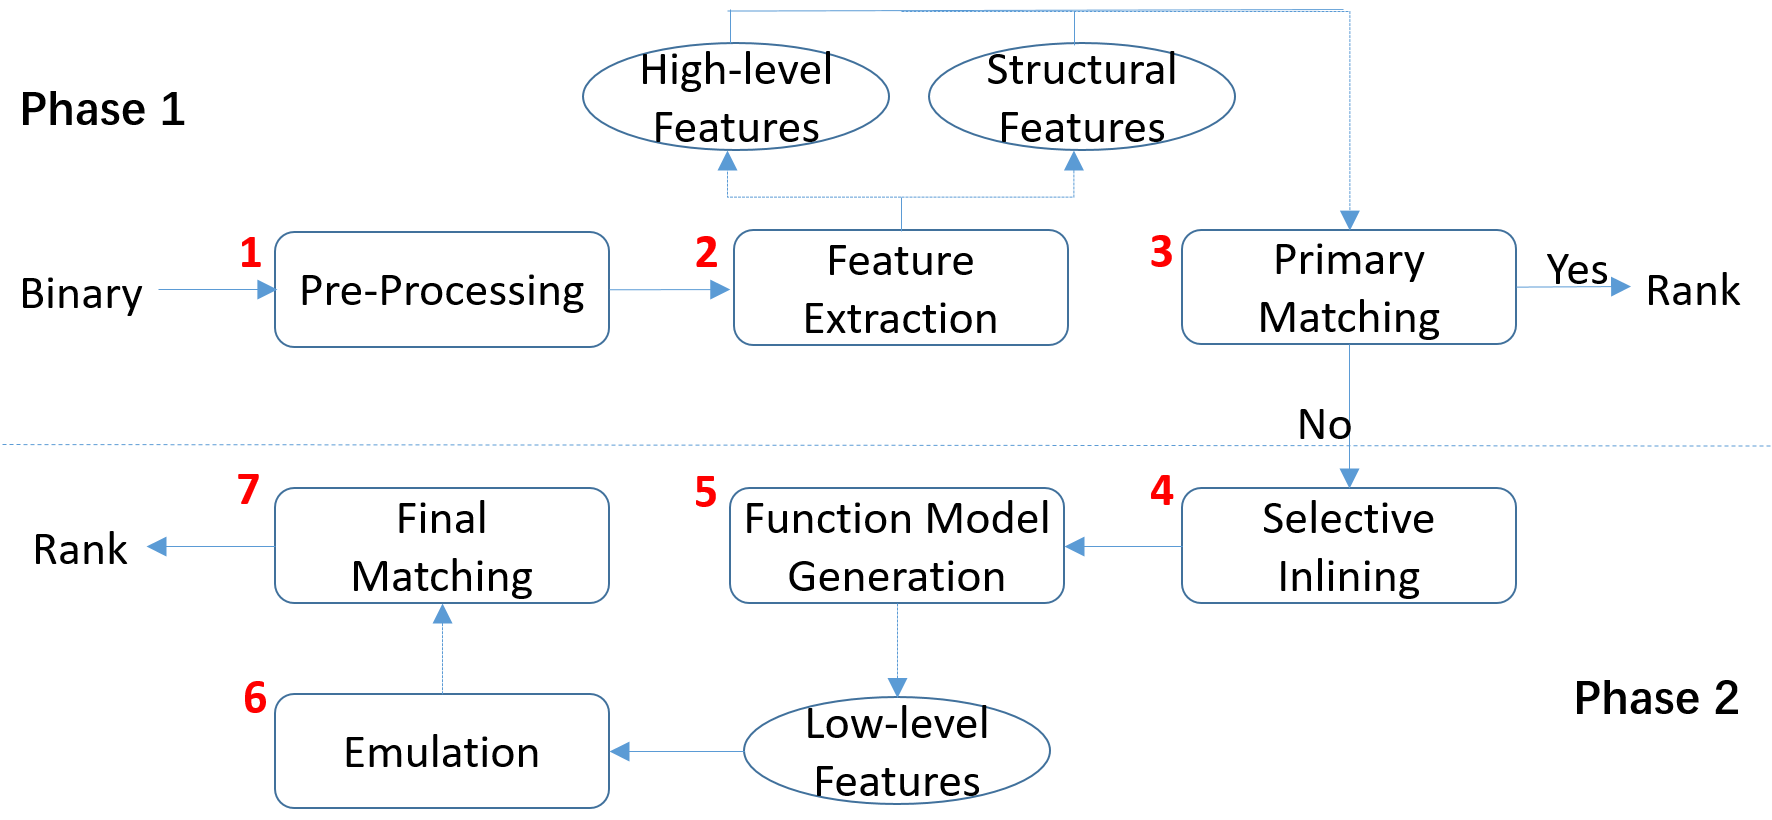 Phase 1
High-level
Features
Structural
Features
Binary
1
Pre-Processing
2
Feature
Extraction
3
Primary
Matching
Yes
Rank
No
4
Selective
Inlining
5
Function Model
Generation
7
Final
Matching
Rank
6
Emulation
Low-level
Features
Phase 2